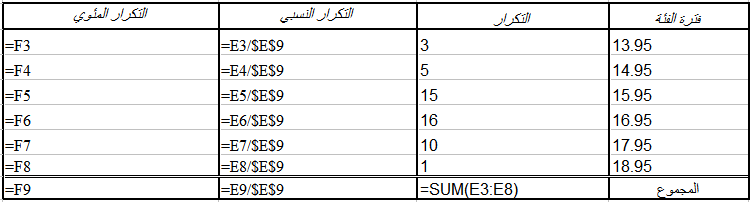 فترة الفئة	التكرار	التكرار النسبي	التكرار المئوي
13.95	3	=E3/$E$9	=F3
14.95	5	=E4/$E$9	=F4
15.95	15	=E5/$E$9	=F5
16.95	16	=E6/$E$9	=F6
17.95	10	=E7/$E$9	=F7
18.95	1	=E8/$E$9	=F8
المجموع	=SUM(E3:E8)	=E9/$E$9	=F9